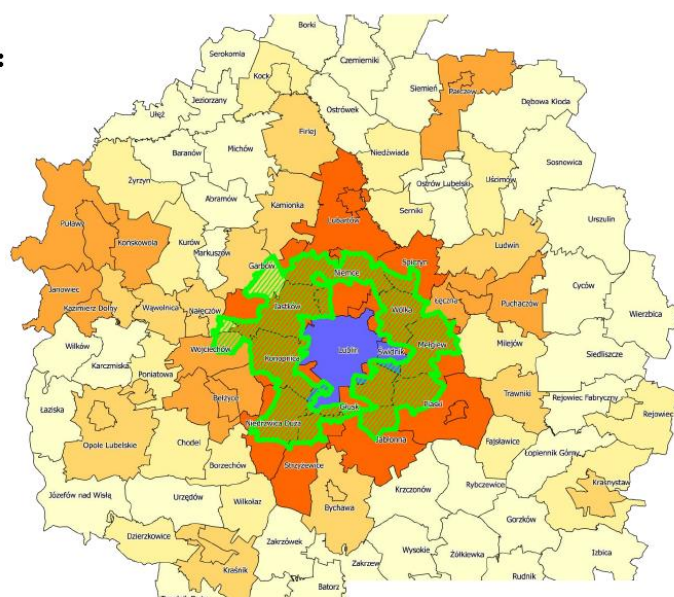 :
Borki
Czemierniki
Serokomla
Kock
Siemień
Parczew
Dębowa Kłoda
Ułęż
Jeziorzany
Ostrówek
Firlej
Baranów
Michów
Niedźwiada
Sosnowica
Żyrzyn
Abramów
Kamionka
Lubartów
Ostrów Lubelski
Uścimów
Serniki
Urszulin
Puławy
Końskowola
Kurów
Markuszów
Garbów
Niemce
Spiczyn
Ludwin
Janowiec
Kazimierz Dolny
Wąwolnica
Nałęczów
Jastków
Wólka
Łęczna
Puchaczów
Cyców
Wierzbica
Wilków
Karczmiska
Poniatowa
Wojciechów
Konopnica
Lublin
Świdnik
Mełgiew
Milejów
Siedliszcze
Łaziska
Bełżyce
Głusk
Piaski
Trawniki
Rejowiec Fabryczny
Rejowiec
Opole Lubelskie
Chodel
Niedrzwica Duża
Jabłonna
Fajsławice
Łopiennik Górny
Borzechów
Strzyżewice
Krasnystaw
Józefów nad Wisłą
Urzędów
Wilkołaz
Bychawa
Krzczonów
Rybczewice
Gorzków
Dzierzkowice
Zakrzówek
Wysokie
Żółkiewka
Izbica
Kraśnik
Zakrzew
Rudnik
Batorz